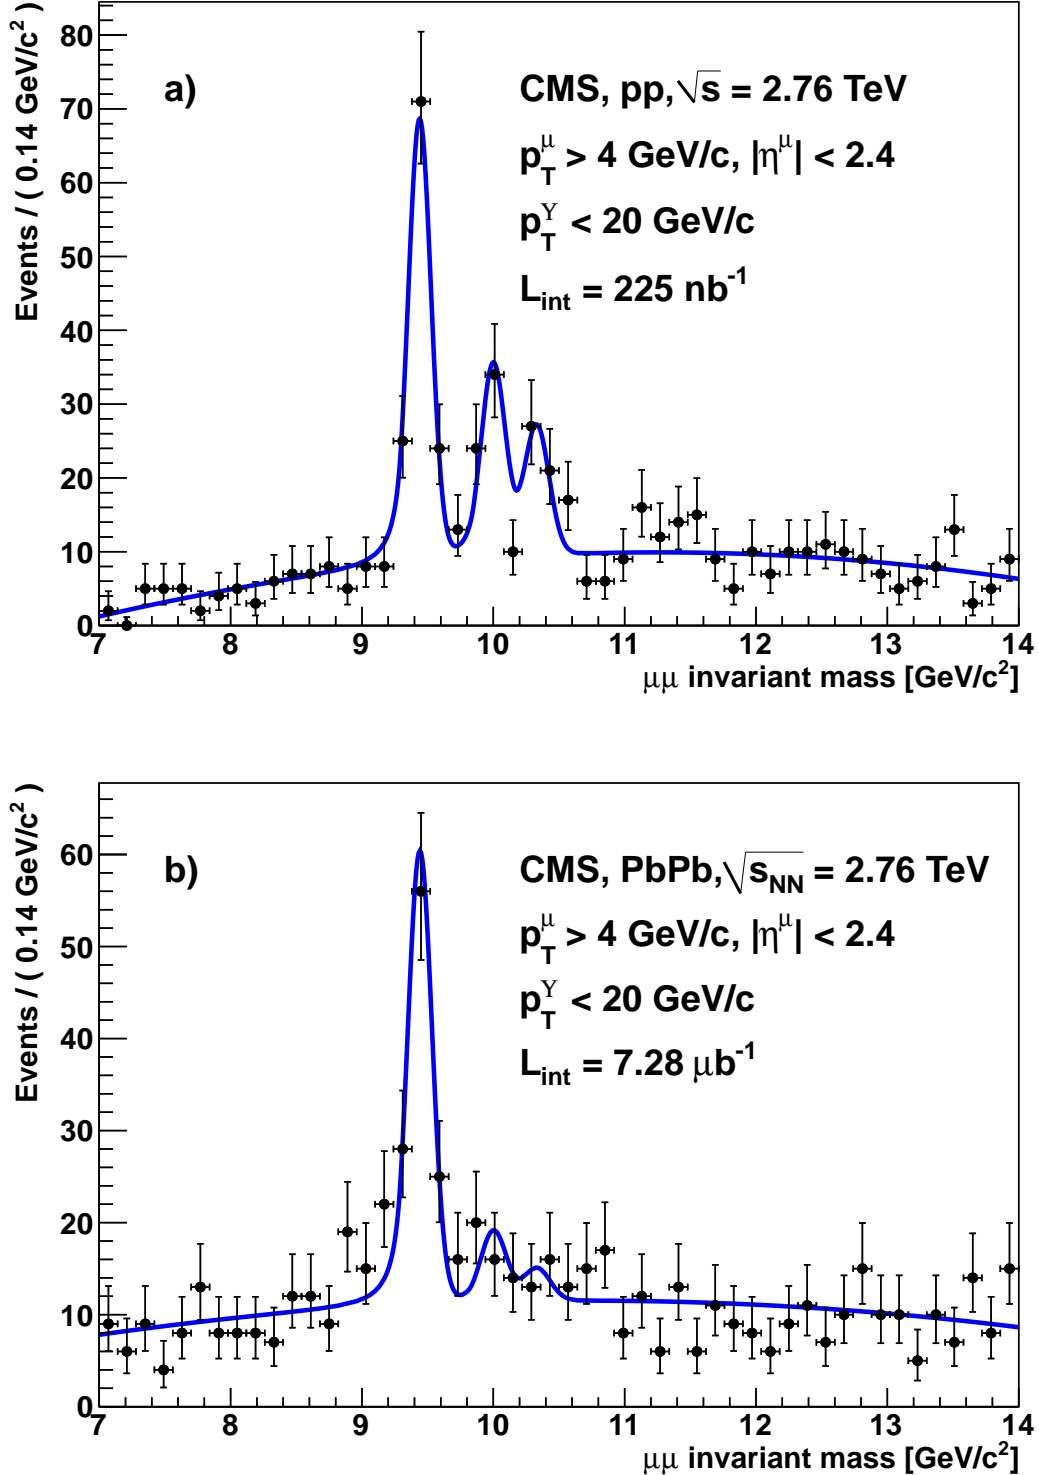 Events / ( 0.14 GeV/c² )
80
70
60
50
40
30
20
10
0
a)
CMS, pp, √s = 2.76 TeV
p_T^μ > 4 GeV/c, |η^μ| < 2.4
p_T^Υ < 20 GeV/c
L_int = 225 nb⁻¹
7 8 9 10 11 12 13 14
μμ invariant mass [GeV/c²]
Events / ( 0.14 GeV/c² )
60
50
40
30
20
10
0
b)
CMS, PbPb, √s_NN = 2.76 TeV
p_T^μ > 4 GeV/c, |η^μ| < 2.4
p_T^Υ < 20 GeV/c
L_int = 7.28 μb⁻¹
7 8 9 10 11 12 13 14
μμ invariant mass [GeV/c²]